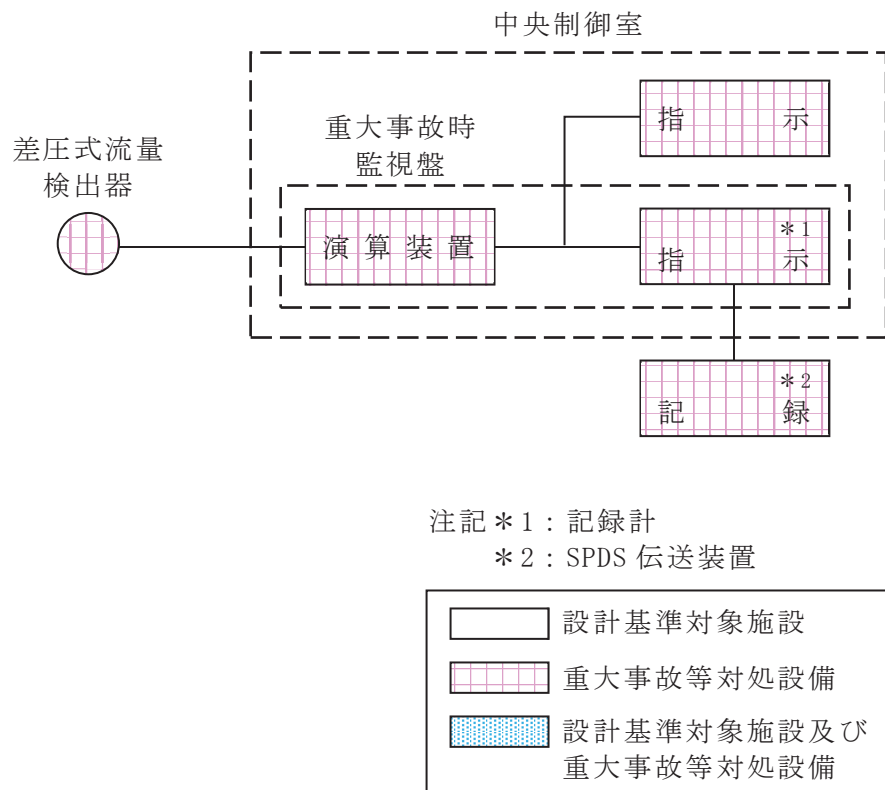 中央制御室
重大事故時
監視盤
差圧式流量
検出器
指示
演算装置
*1
指示
*2
記録
注記*1:記録計
*2:SPDS伝送装置
設計基準対象施設
重大事故等対処設備
設計基準対象施設及び
重大事故等対処設備